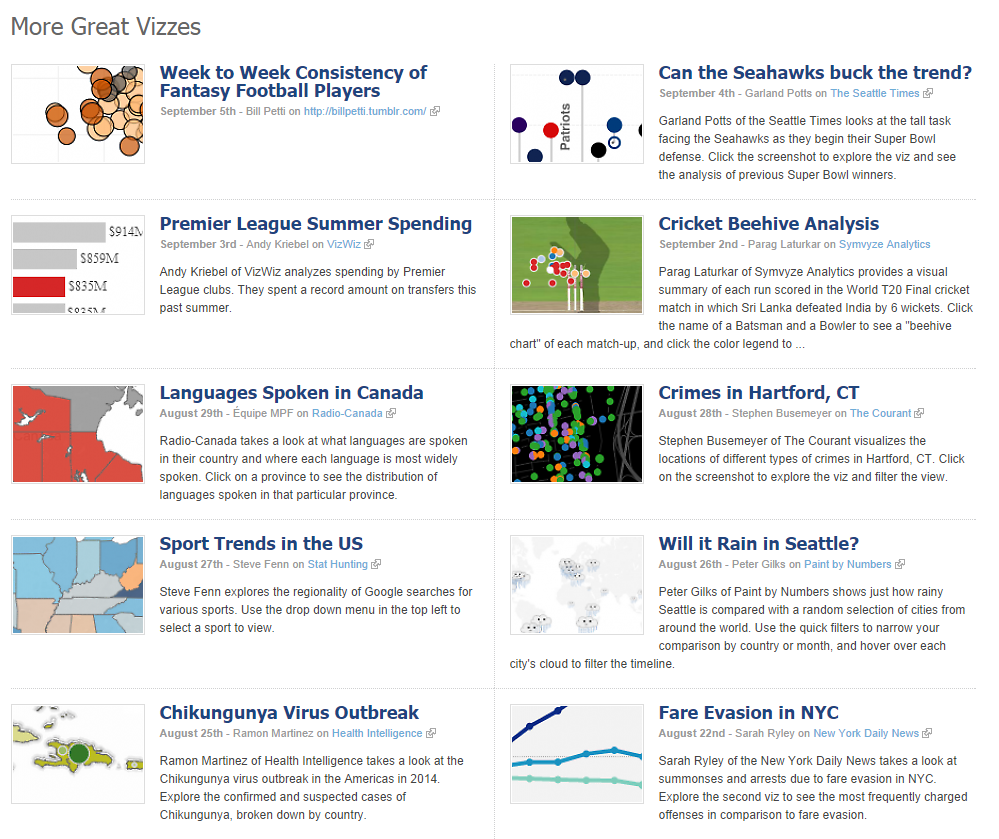 More Great Vizzes
Week to Week Consistency of
Fantasy Football Players
September 5th - Bill Petti on http://billpetti.tumblr.com/
Patriots
Can the Seahawks buck the trend?
September 4th - Garland Potts on The Seattle Times
Garland Potts of the Seattle Times looks at the tall task
facing the Seahawks as they begin their Super Bowl
defense. Click the screenshot to explore the viz and see
the analysis of previous Super Bowl winners.
$914M
$859M
$835M
$835M
Premier League Summer Spending
September 3rd - Andy Kriebel on VizWiz
Andy Kriebel of VizWiz analyzes spending by Premier
League clubs. They spent a record amount on transfers this
past summer.
Cricket Beehive Analysis
September 2nd - Parag Laturkar on Symvyze Analytics
Parag Laturkar of Symvyze Analytics provides a visual
summary of each run scored in the World T20 Final cricket
match in which Sri Lanka defeated India by 6 wickets. Click
the name of a Batsman and a Bowler to see a "beehive
chart" of each match-up, and click the color legend to ...
Languages Spoken in Canada
August 29th - Équipe MPF on Radio-Canada
Radio-Canada takes a look at what languages are spoken
in their country and where each language is most widely
spoken. Click on a province to see the distribution of
languages spoken in that particular province.
Crimes in Hartford, CT
August 28th - Stephen Busemeyer on The Courant
Stephen Busemeyer of The Courant visualizes the
locations of different types of crimes in Hartford, CT. Click
on the screenshot to explore the viz and filter the view.
Sport Trends in the US
August 27th - Steve Fenn on Stat Hunting
Steve Fenn explores the regionality of Google searches for
various sports. Use the drop down menu in the top left to
select a sport to view.
Will it Rain in Seattle?
August 26th - Peter Gilks on Paint by Numbers
Peter Gilks of Paint by Numbers shows just how rainy
Seattle is compared with a random selection of cities from
around the world. Use the quick filters to narrow your
comparison by country or month, and hover over each
city's cloud to filter the timeline.
Chikungunya Virus Outbreak
August 25th - Ramon Martinez on Health Intelligence
Ramon Martinez of Health Intelligence takes a look at the
Chikungunya virus outbreak in the Americas in 2014.
Explore the confirmed and suspected cases of
Chikungunya, broken down by country.
Fare Evasion in NYC
August 22nd - Sarah Ryley on New York Daily News
Sarah Ryley of the New York Daily News takes a look at
summonses and arrests due to fare evasion in NYC.
Explore the second viz to see the most frequently charged
offenses in comparison to fare evasion.